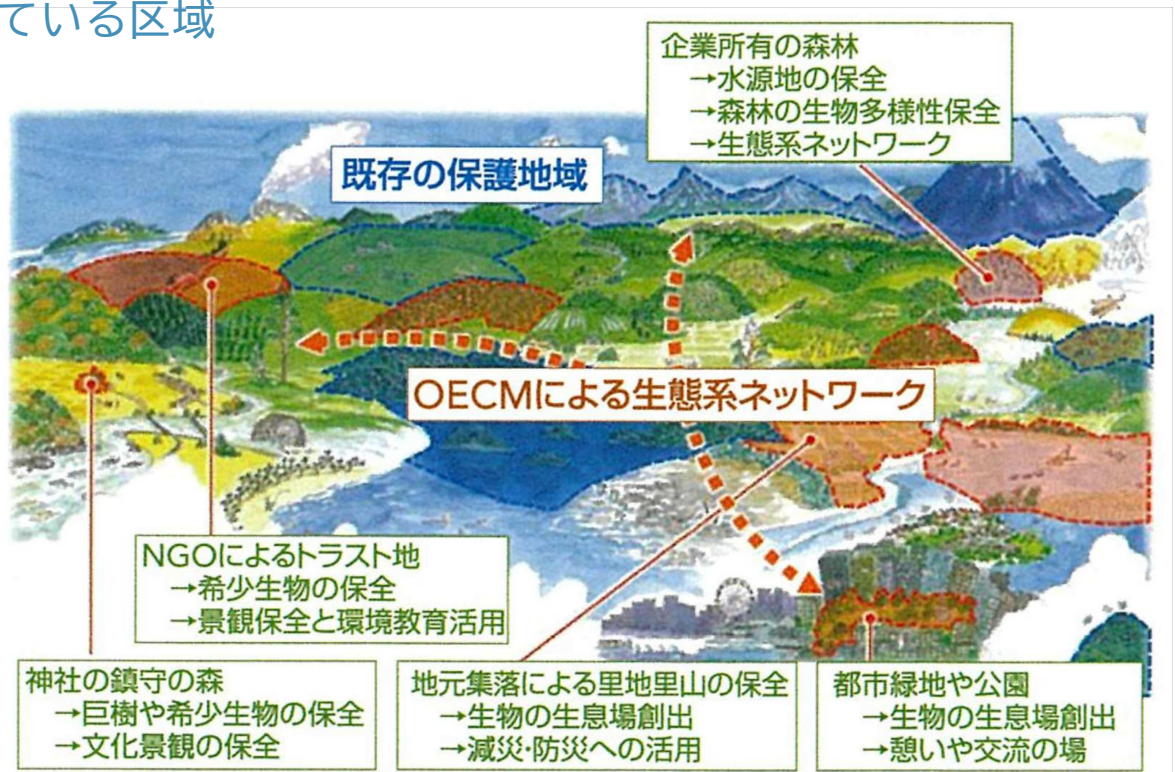 ている区域
企業所有の森林
→水源地の保全
→森林の生物多様性保全
→生態系ネットワーク
既存の保護地域
OECMによる生態系ネットワーク
NGOによるトラスト地
→希少生物の保全
→景観保全と環境教育活用
神社の鎮守の森
→巨樹や希少生物の保全
→文化景観の保全
地元集落による里地里山の保全
→生物の生息場創出
→減災・防災への活用
都市緑地や公園
→生物の生息場創出
→憩いや交流の場